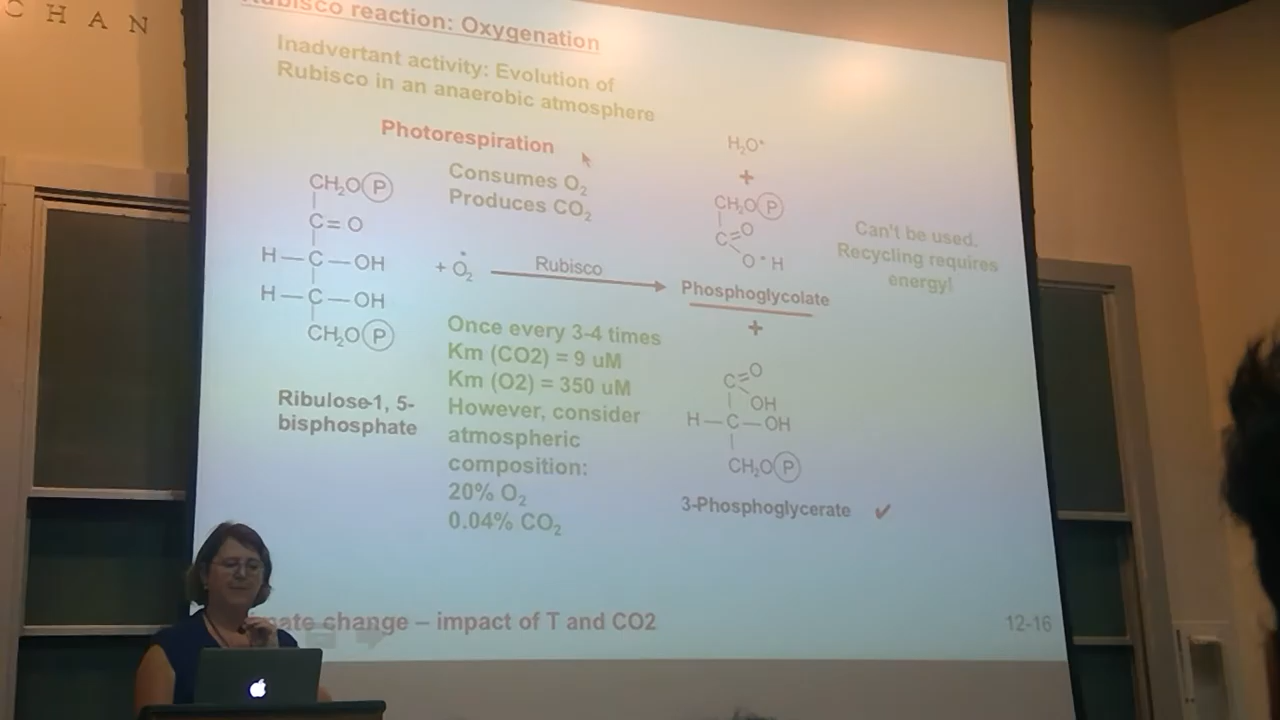 CHAN
Rubisco reaction: Oxygenation
Inadvertant activity: Evolution of
Rubisco in an anaerobic atmosphere
Photorespiration
Consumes O₂
Produces CO₂
CH₂O P
C=O
H—C—OH
H—C—OH
CH₂O P
Ribulose-1, 5-
bisphosphate
+ O₂*
Rubisco
Once every 3-4 times
Km (CO2) = 9 uM
Km (O2) = 350 uM
However, consider
atmospheric
composition:
20% O₂
0.04% CO₂
H₂O*
+
CH₂O P
C=O
O*H
Phosphoglycolate
+
C=O
OH
H—C—OH
CH₂O P
3-Phosphoglycerate ✓
Can't be used.
Recycling requires
energy!
change – impact of T and CO2
12-16